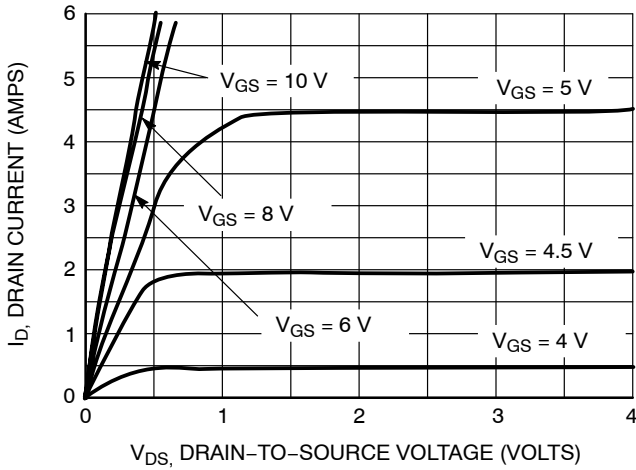 6
5
4
3
2
1
0
I_D, DRAIN CURRENT (AMPS)
V_GS = 10 V
V_GS = 5 V
V_GS = 8 V
V_GS = 4.5 V
V_GS = 6 V
V_GS = 4 V
0 1 2 3 4
V_DS, DRAIN−TO−SOURCE VOLTAGE (VOLTS)